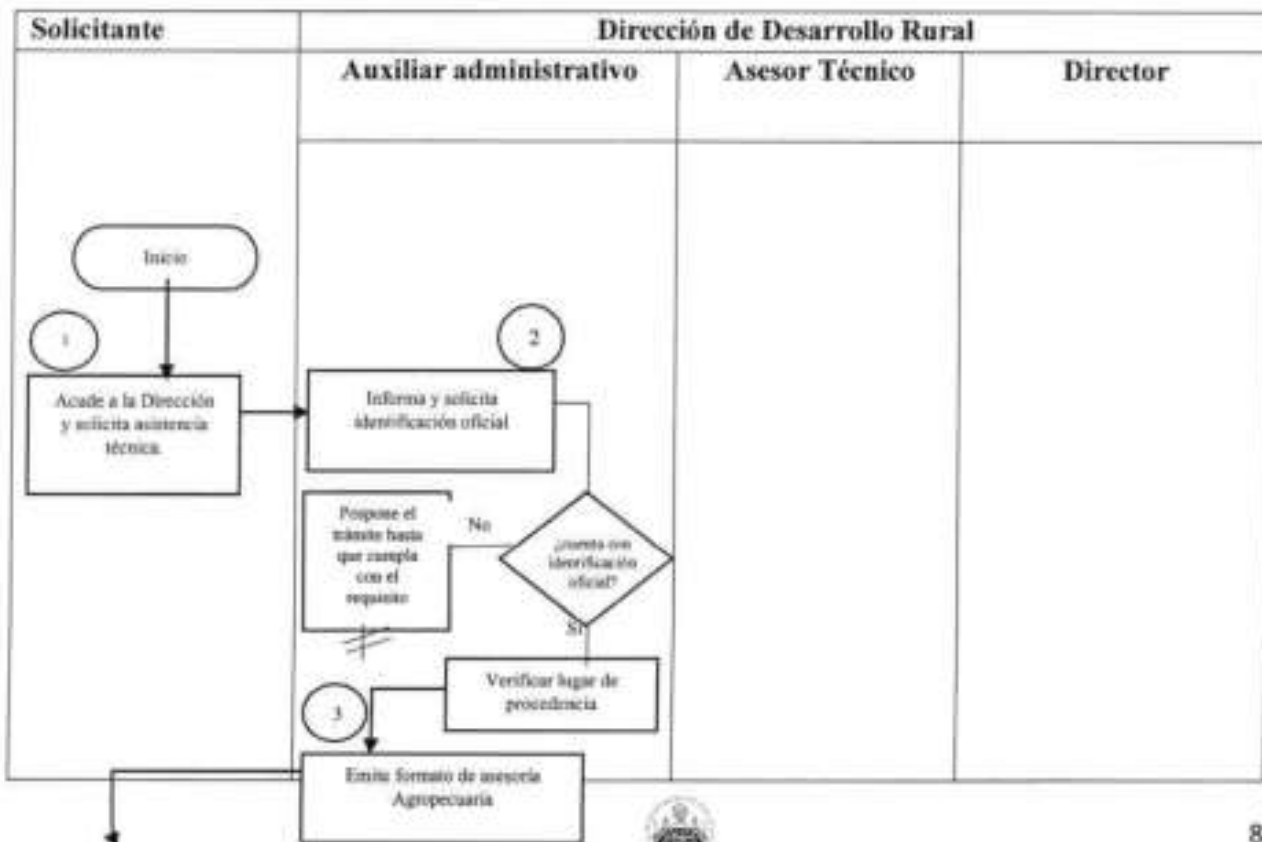 Solicitante
Dirección de Desarrollo Rural
Auxiliar administrativo
Asesor Técnico
Director
Inicio
1
2
Acude a la Dirección
y solicita asistencia
técnica.
Informa y solicita
identificación oficial
Pospone el
trámite hasta
que cumpla
con el
requisito
No
¿cuenta con
identificación
oficial?
Si
Verificar lugar de
procedencia
3
Emite formato de asesoría
Agropecuaria
8